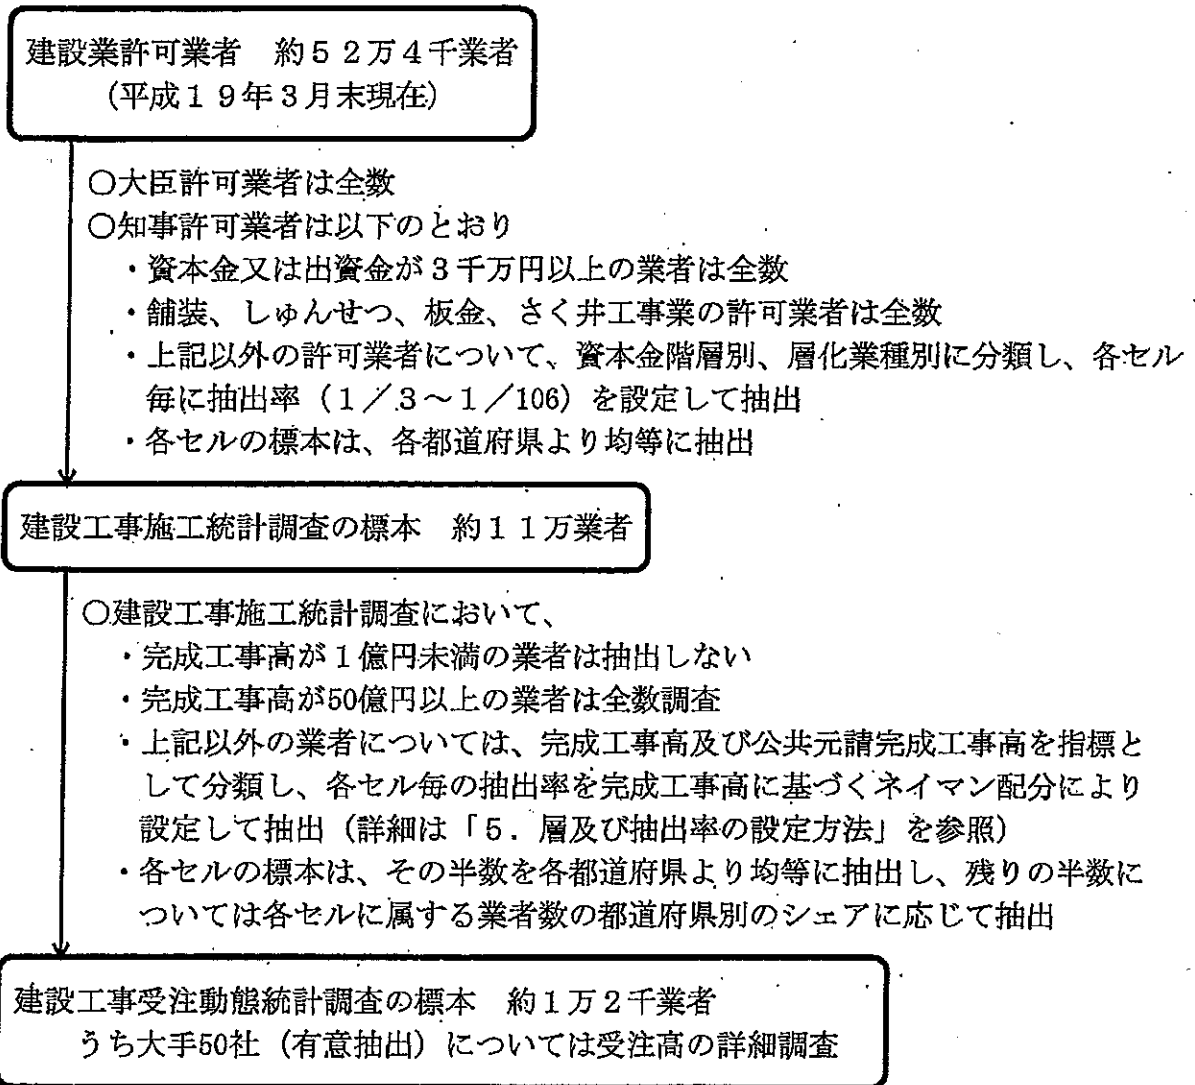 建設業許可業者　約５２万４千業者
(平成１９年３月末現在)
○大臣許可業者は全数
○知事許可業者は以下のとおり
・資本金又は出資金が３千万円以上の業者は全数
・舗装、しゅんせつ、板金、さく井工事業の許可業者は全数
・上記以外の許可業者について、資本金階層別、層化業種別に分類し、各セル
毎に抽出率（１／３～１／106）を設定して抽出
・各セルの標本は、各都道府県より均等に抽出
建設工事施工統計調査の標本　約１１万業者
○建設工事施工統計調査において、
・完成工事高が１億円未満の業者は抽出しない
・完成工事高が50億円以上の業者は全数調査
・上記以外の業者については、完成工事高及び公共元請完成工事高を指標と
して分類し、各セル毎の抽出率を完成工事高に基づくネイマン配分により
設定して抽出（詳細は「５．層及び抽出率の設定方法」を参照）
・各セルの標本は、その半数を各都道府県より均等に抽出し、残りの半数に
ついては各セルに属する業者数の都道府県別のシェアに応じて抽出
建設工事受注動態統計調査の標本　約１万２千業者
うち大手50社（有意抽出）については受注高の詳細調査